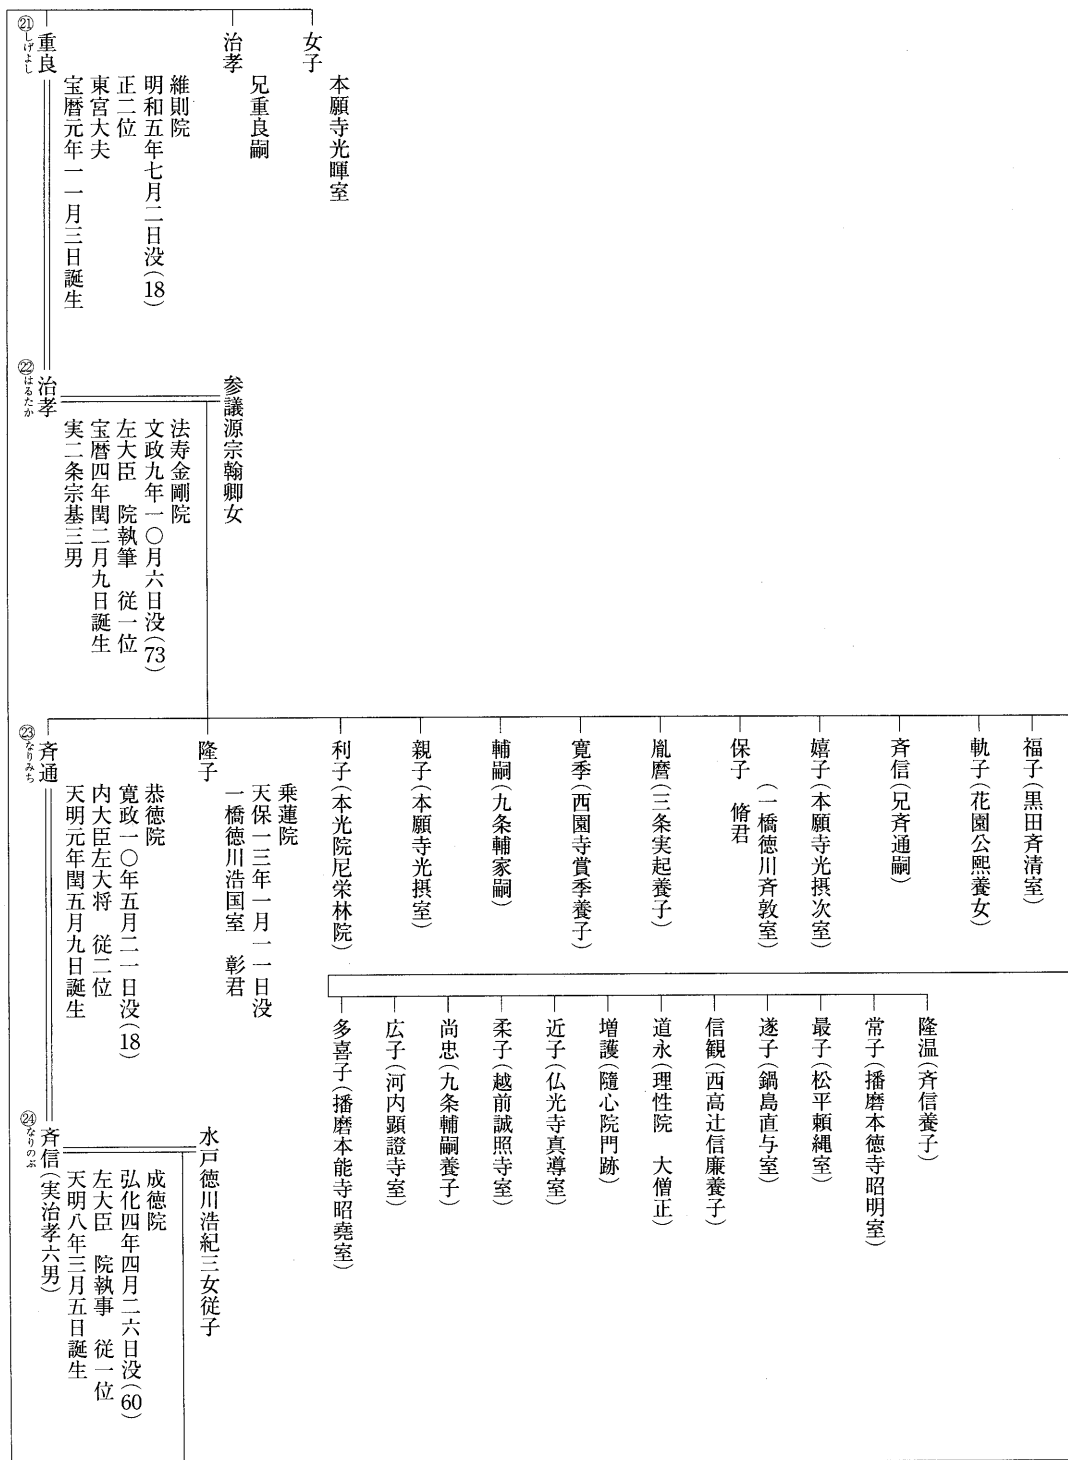 女子
本願寺光暉室
治孝
兄重良嗣
㉑重良
しげよし
維則院
明和五年七月二日没(18)
正二位
東宮大夫
宝暦元年一一月三日誕生
参議源宗翰卿女
㉒治孝
はるたか
法寿金剛院
文政九年一〇月六日没(73)
左大臣　院執筆　従一位
宝暦四年閏二月九日誕生
実二条宗基三男
福子(黒田斉清室)
軌子(花園公煕養女)
斉信(兄斉通嗣)
嬉子(本願寺光摂次室)
保子(一橋徳川斉敦室)
脩君
胤麿(三条実起養子)
寛季(西園寺賞季養子)
輔嗣(九条輔家嗣)
親子(本願寺光摂室)
利子(本光院尼栄林院)
隆子
乗蓮院
天保一三年一月一一日没
一橋徳川浩国室　彰君
㉓斉通
なりみち
恭徳院
寛政一〇年五月二一日没(18)
内大臣左大将　従二位
天明元年閏五月九日誕生
隆温(斉信養子)
常子(播磨本徳寺昭明室)
最子(松平頼縄室)
遂子(鍋島直与室)
信観(西高辻信廉養子)
道永(理性院　大僧正)
増護(隨心院門跡)
近子(仏光寺真導室)
柔子(越前誠照寺室)
尚忠(九条輔嗣養子)
広子(河内顕證寺室)
多喜子(播磨本能寺昭堯室)
水戸徳川浩紀三女従子
㉔斉信(実治孝六男)
なりのぶ
成徳院
弘化四年四月二六日没(60)
左大臣　院執事　従一位
天明八年三月五日誕生